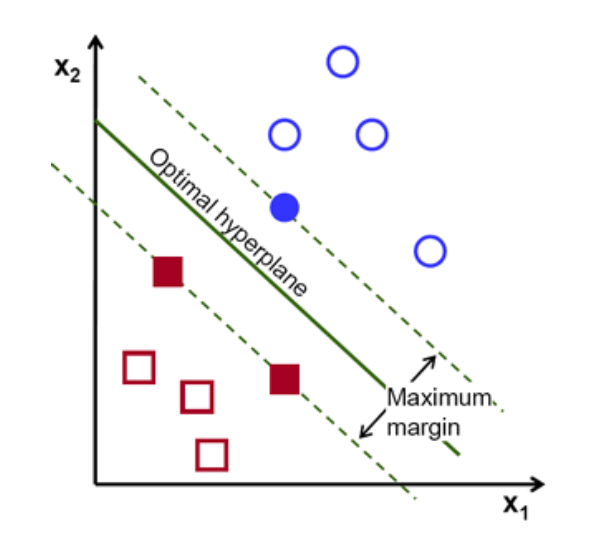 x₂
Optimal hyperplane
Maximum
margin
x₁